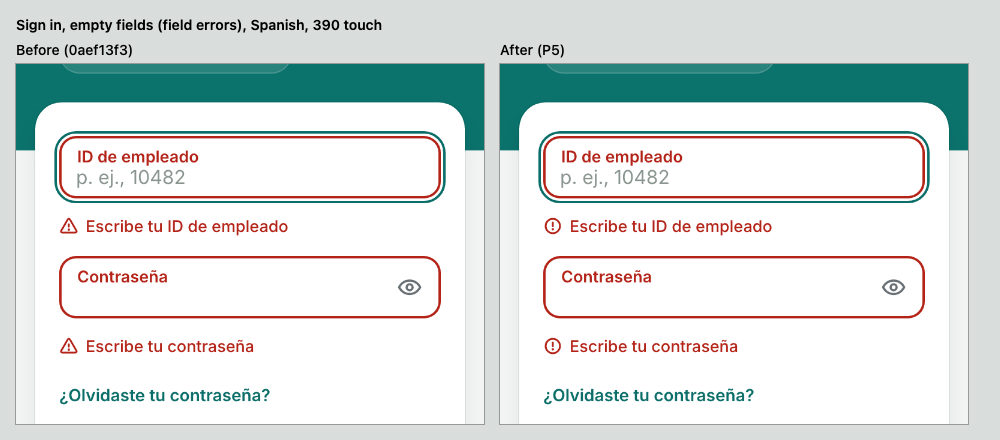 Sign in, empty fields (field errors), Spanish, 390 touch
Before (0aef13f3)
ID de empleado
p. ej., 10482
Escribe tu ID de empleado
Contraseña
Escribe tu contraseña
¿Olvidaste tu contraseña?
After (P5)
ID de empleado
p. ej., 10482
Escribe tu ID de empleado
Contraseña
Escribe tu contraseña
¿Olvidaste tu contraseña?